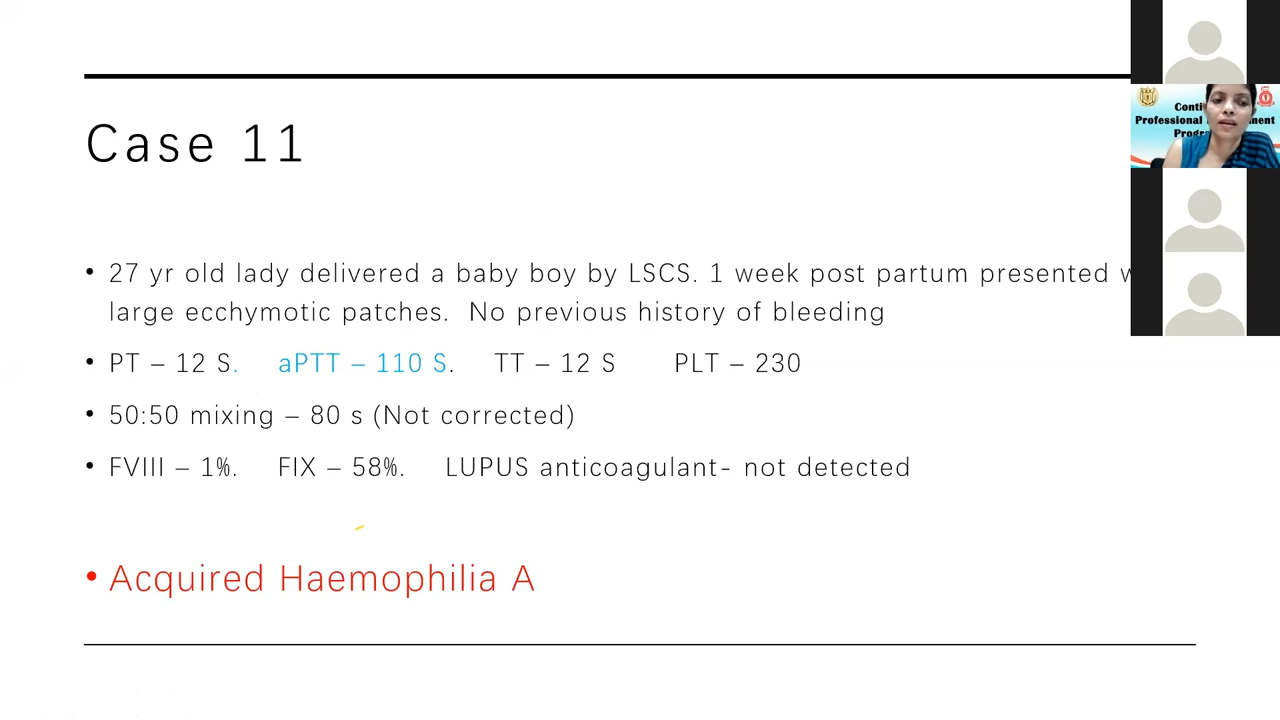 Case 11
• 27 yr old lady delivered a baby boy by LSCS. 1 week post partum presented
large ecchymotic patches. No previous history of bleeding
• PT – 12 S. aPTT – 110 S. TT – 12 S PLT – 230
• 50:50 mixing – 80 s (Not corrected)
• FVIII – 1%. FIX – 58%. LUPUS anticoagulant- not detected
• Acquired Haemophilia A
Professional